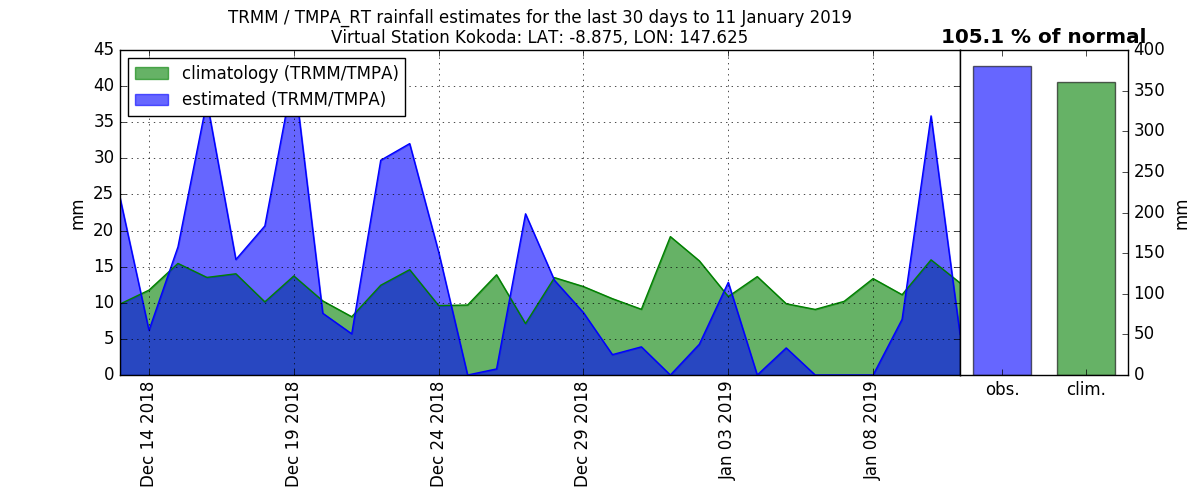 TRMM / TMPA_RT rainfall estimates for the last 30 days to 11 January 2019
Virtual Station Kokoda: LAT: -8.875, LON: 147.625
105.1 % of normal
climatology (TRMM/TMPA)
estimated (TRMM/TMPA)
45
40
35
30
25
20
15
10
5
0
mm
Dec 14 2018
Dec 19 2018
Dec 24 2018
Dec 29 2018
Jan 03 2019
Jan 08 2019
400
350
300
250
200
150
100
50
0
mm
obs.
clim.